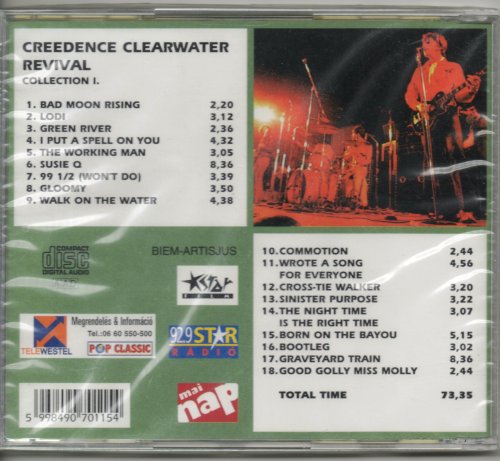 CREEDENCE CLEARWATER
REVIVAL
COLLECTION I.
1. BAD MOON RISING 2,20
2. LODI 3,12
3. GREEN RIVER 2,36
4. I PUT A SPELL ON YOU 4,32
5. THE WORKING MAN 3,05
6. SUSIE Q 8,36
7. 99 1/2 (WON'T DO) 3,39
8. GLOOMY 3,50
9. WALK ON THE WATER 4,38
COMPACT
disc
DIGITAL AUDIO
BIEM-ARTISJUS
Star
FILM
Megrendelés & Információ
Tel.:06 60 550-500
TELEWESTEL
POP CLASSIC
92.9 STAR
RÁDIÓ
mai
nap
5 998490 701154
10.COMMOTION 2,44
11.WROTE A SONG 4,56
FOR EVERYONE
12.CROSS-TIE WALKER 3,20
13.SINISTER PURPOSE 3,22
14.THE NIGHT TIME 3,07
IS THE RIGHT TIME
15.BORN ON THE BAYOU 5,15
16.BOOTLEG 3,02
17.GRAVEYARD TRAIN 8,36
18.GOOD GOLLY MISS MOLLY 2,44
TOTAL TIME 73,35